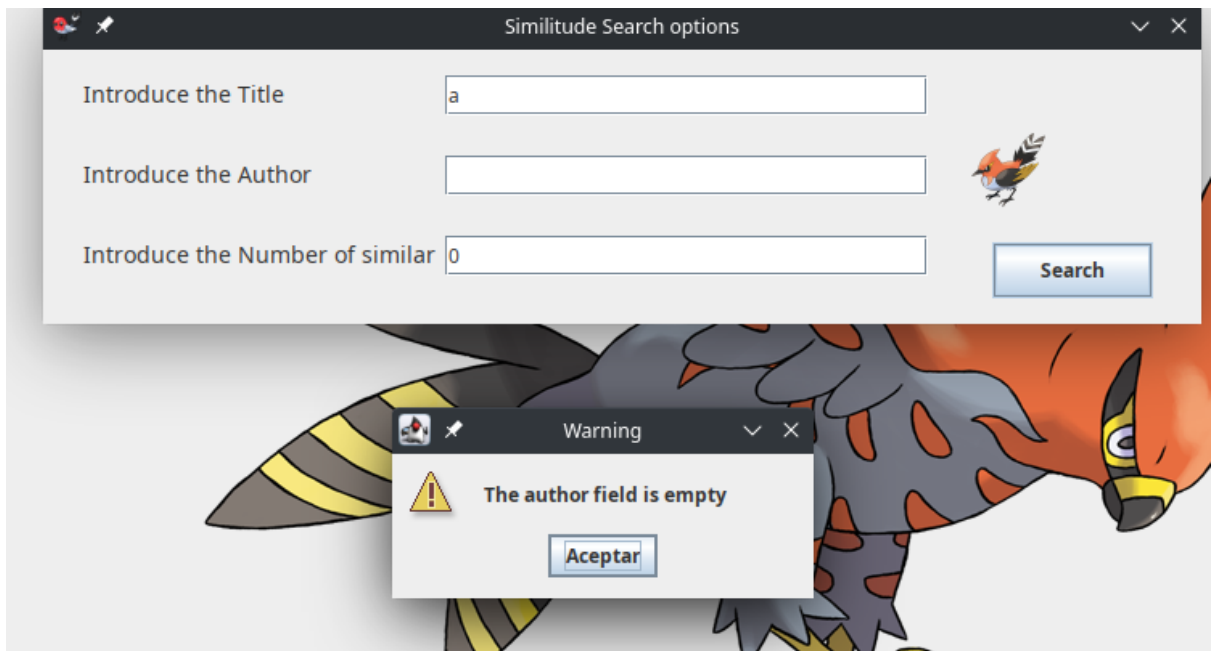 Similitude Search options
Introduce the Title
a
Introduce the Author
Introduce the Number of similar
0
Search
Warning
The author field is empty
Aceptar